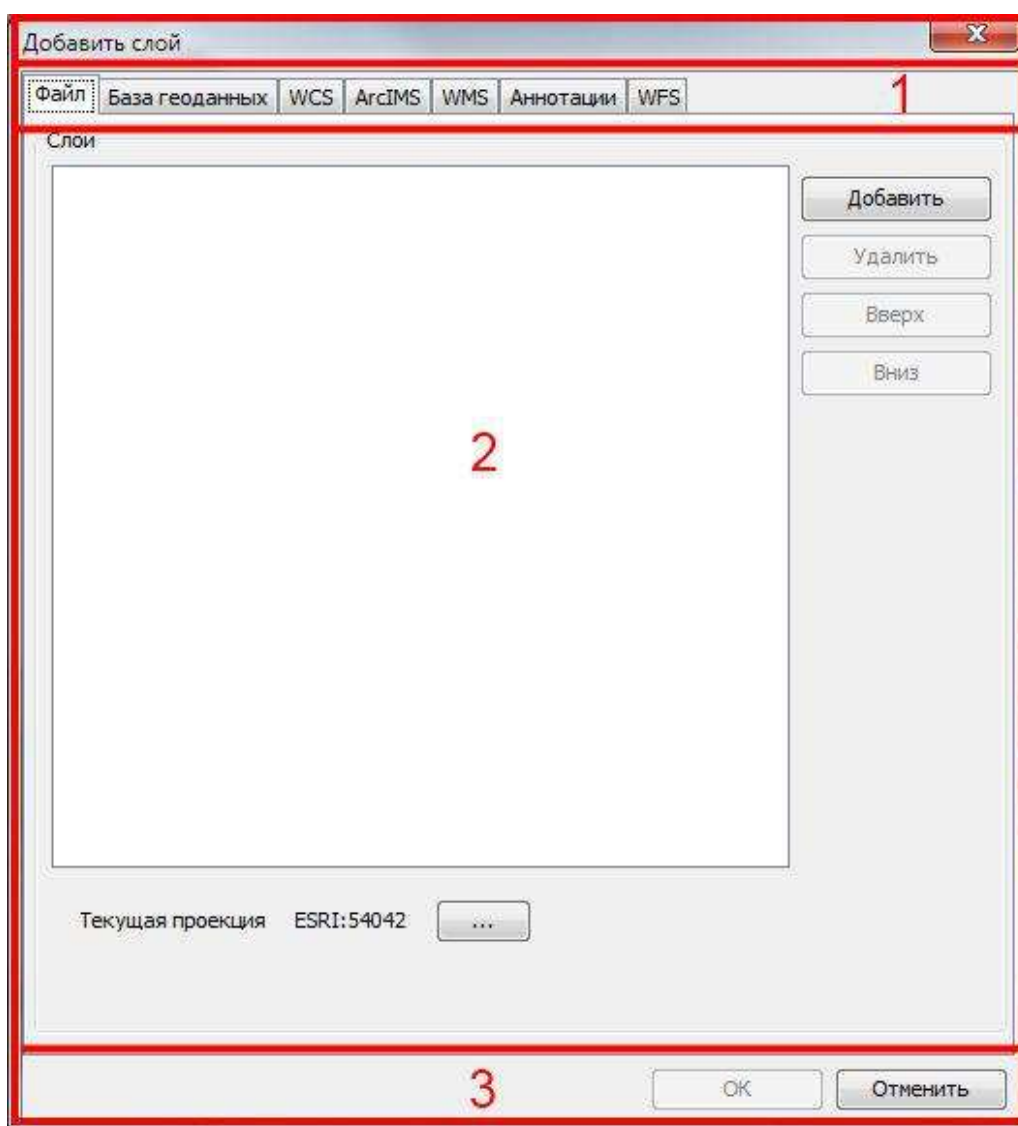 Добавить слой
Файл База геоданных WCS ArcIMS WMS Аннотации WFS 1
Слои
Добавить
Удалить
Вверх
Вниз
2
Текущая проекция ESRI:54042 ...
3 OK Отменить